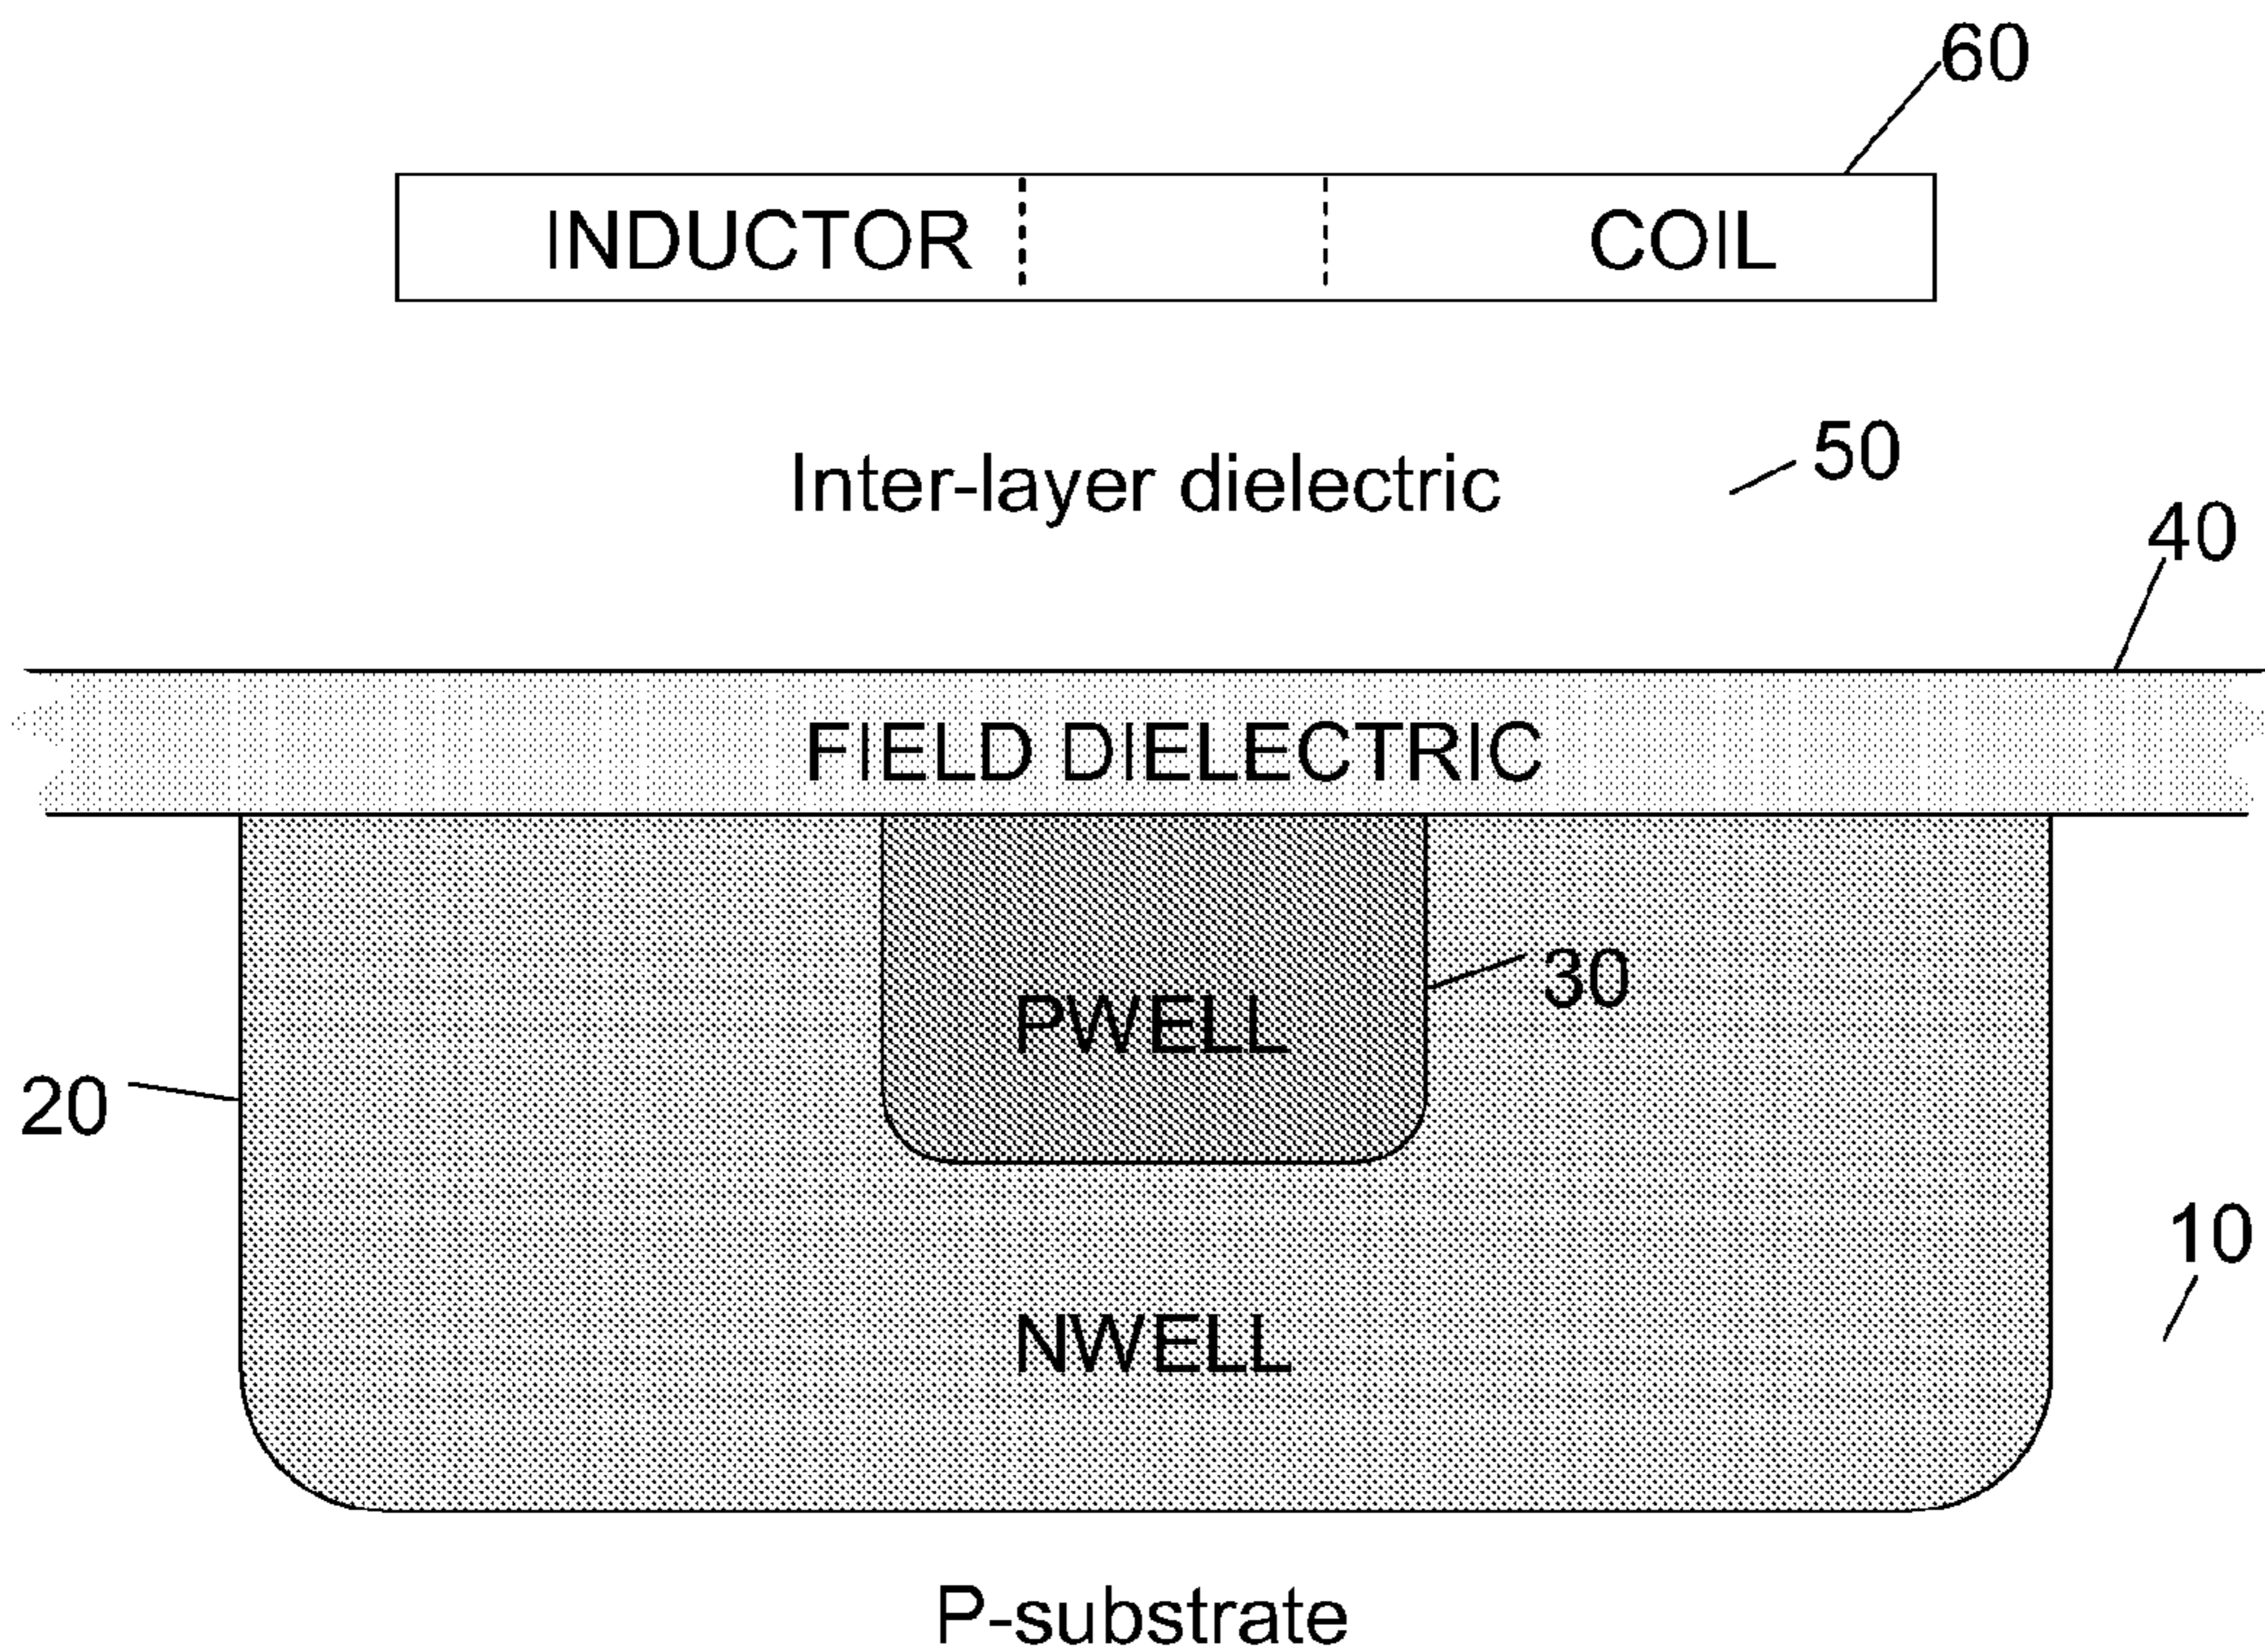 60
INDUCTOR COIL
Inter-layer dielectric 50
40
FIELD DIELECTRIC
PWELL 30
20
NWELL 10
P-substrate